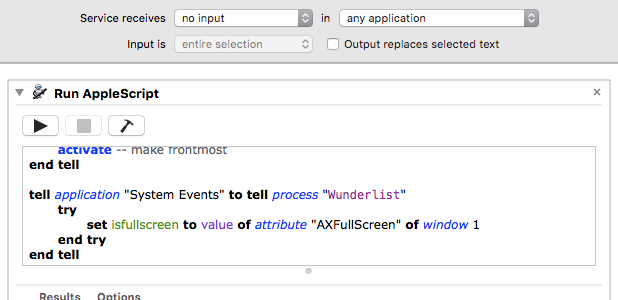 Service receives no input in any application
Input is entire selection Output replaces selected text
Run AppleScript
activate -- make frontmost
end tell
tell application "System Events" to tell process "Wunderlist"
try
set isfullscreen to value of attribute "AXFullScreen" of window 1
end try
end tell
Results Options